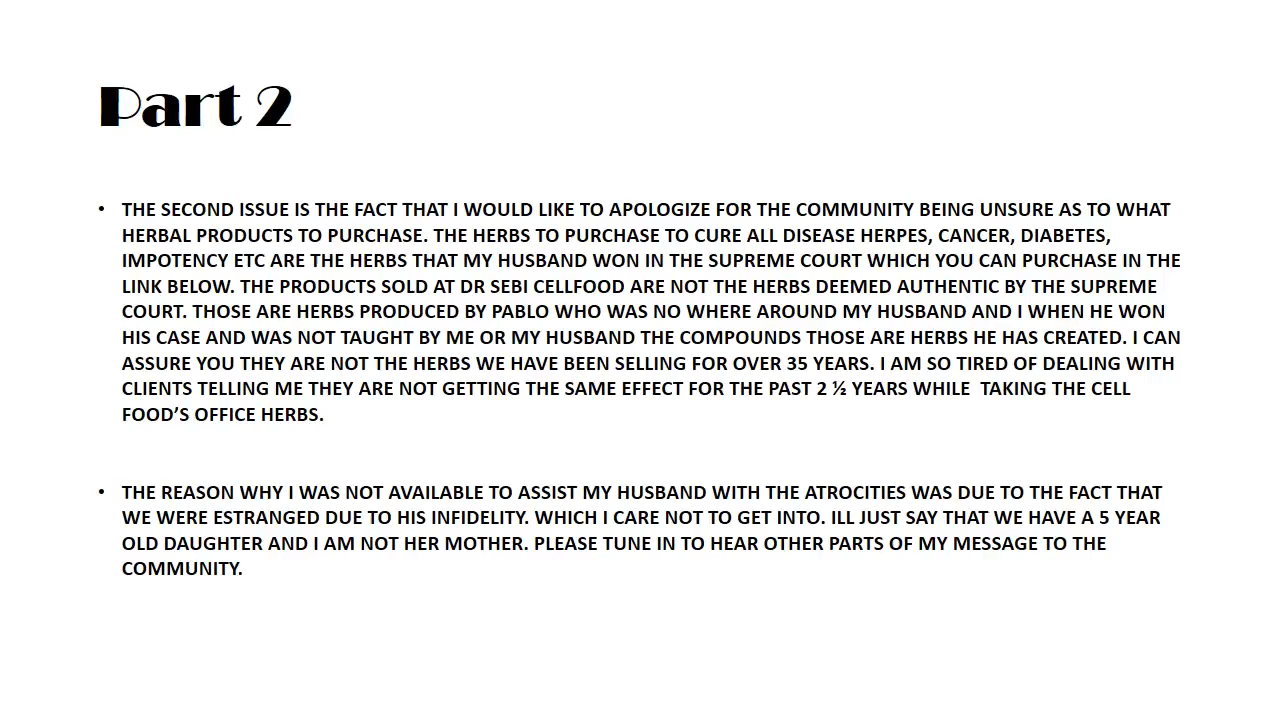 Part 2
• THE SECOND ISSUE IS THE FACT THAT I WOULD LIKE TO APOLOGIZE FOR THE COMMUNITY BEING UNSURE AS TO WHAT
HERBAL PRODUCTS TO PURCHASE. THE HERBS TO PURCHASE TO CURE ALL DISEASE HERPES, CANCER, DIABETES,
IMPOTENCY ETC ARE THE HERBS THAT MY HUSBAND WON IN THE SUPREME COURT WHICH YOU CAN PURCHASE IN THE
LINK BELOW. THE PRODUCTS SOLD AT DR SEBI CELLFOOD ARE NOT THE HERBS DEEMED AUTHENTIC BY THE SUPREME
COURT. THOSE ARE HERBS PRODUCED BY PABLO WHO WAS NO WHERE AROUND MY HUSBAND AND I WHEN HE WON
HIS CASE AND WAS NOT TAUGHT BY ME OR MY HUSBAND THE COMPOUNDS THOSE ARE HERBS HE HAS CREATED. I CAN
ASSURE YOU THEY ARE NOT THE HERBS WE HAVE BEEN SELLING FOR OVER 35 YEARS. I AM SO TIRED OF DEALING WITH
CLIENTS TELLING ME THEY ARE NOT GETTING THE SAME EFFECT FOR THE PAST 2 ½ YEARS WHILE  TAKING THE CELL
FOOD’S OFFICE HERBS.
• THE REASON WHY I WAS NOT AVAILABLE TO ASSIST MY HUSBAND WITH THE ATROCITIES WAS DUE TO THE FACT THAT
WE WERE ESTRANGED DUE TO HIS INFIDELITY. WHICH I CARE NOT TO GET INTO. ILL JUST SAY THAT WE HAVE A 5 YEAR
OLD DAUGHTER AND I AM NOT HER MOTHER. PLEASE TUNE IN TO HEAR OTHER PARTS OF MY MESSAGE TO THE
COMMUNITY.